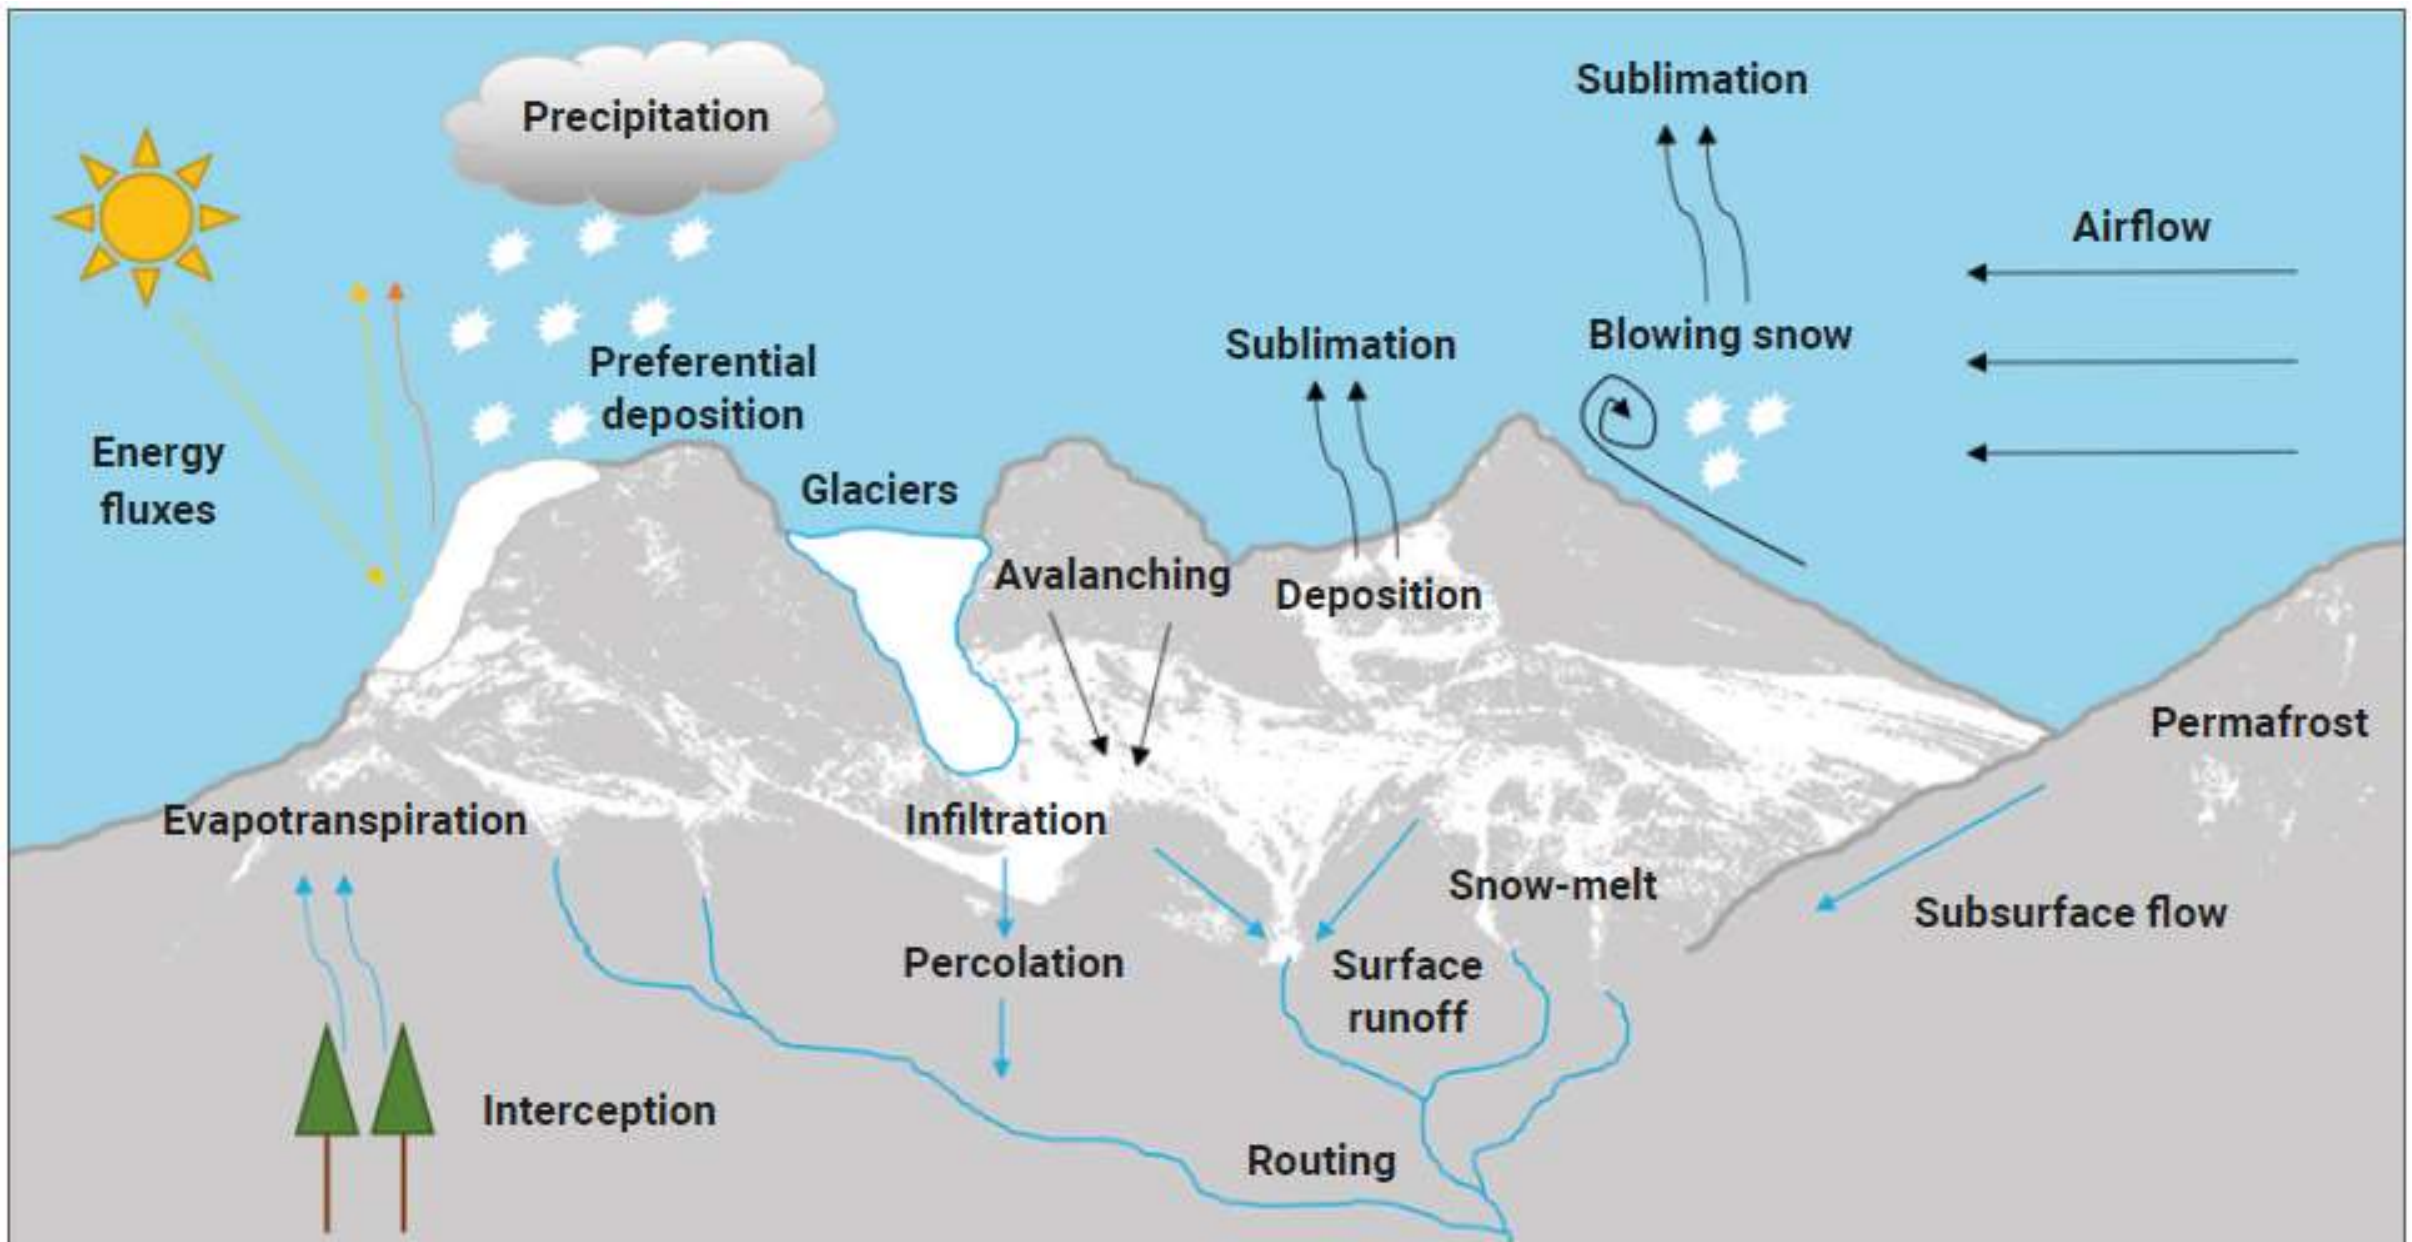 Sublimation
Precipitation
Airflow
Blowing snow
Sublimation
Preferential
deposition
Energy
fluxes
Glaciers
Avalanching
Deposition
Permafrost
Evapotranspiration
Infiltration
Snow-melt
Subsurface flow
Percolation
Surface
runoff
Interception
Routing